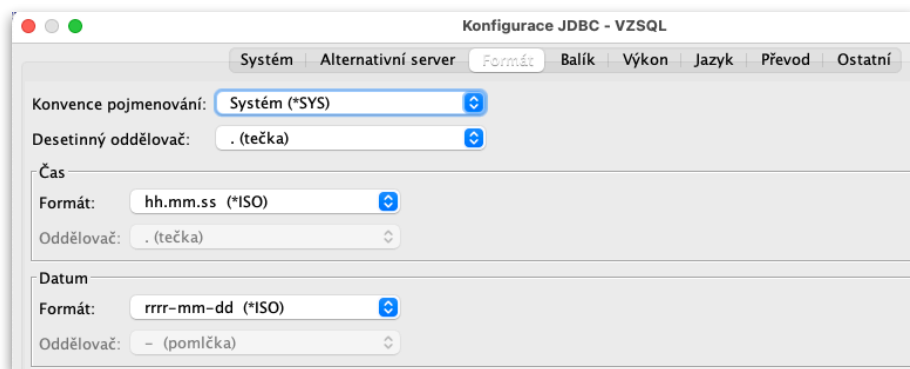 Konfigurace JDBC - VZSQL
Systém Alternativní server Formát Balík Výkon Jazyk Převod Ostatní
Konvence pojmenování: Systém (*SYS)
Desetinný oddělovač: . (tečka)
Čas
Formát: hh.mm.ss (*ISO)
Oddělovač: . (tečka)
Datum
Formát: rrrr-mm-dd (*ISO)
Oddělovač: - (pomlčka)